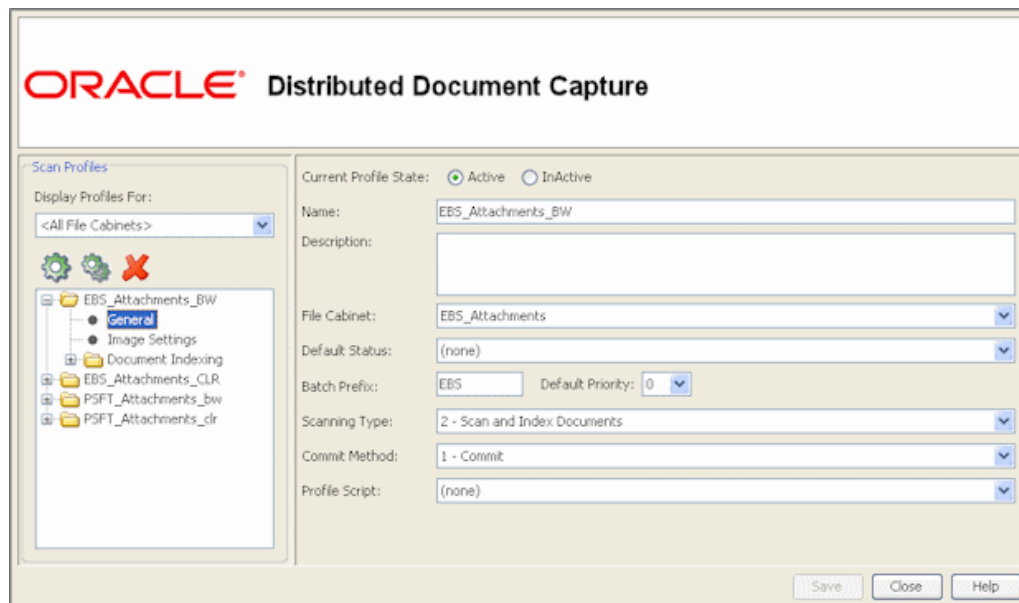 ORACLE® Distributed Document Capture
Scan Profiles
Display Profiles For:
<All File Cabinets>
EBS_Attachments_BW
General
Image Settings
Document Indexing
EBS_Attachments_CLR
PSFT_Attachments_bw
PSFT_Attachments_clr
Current Profile State: Active InActive
Name: EBS_Attachments_BW
Description:
File Cabinet: EBS_Attachments
Default Status: (none)
Batch Prefix: EBS Default Priority: 0
Scanning Type: 2 - Scan and Index Documents
Commit Method: 1 - Commit
Profile Script: (none)
Save Close Help